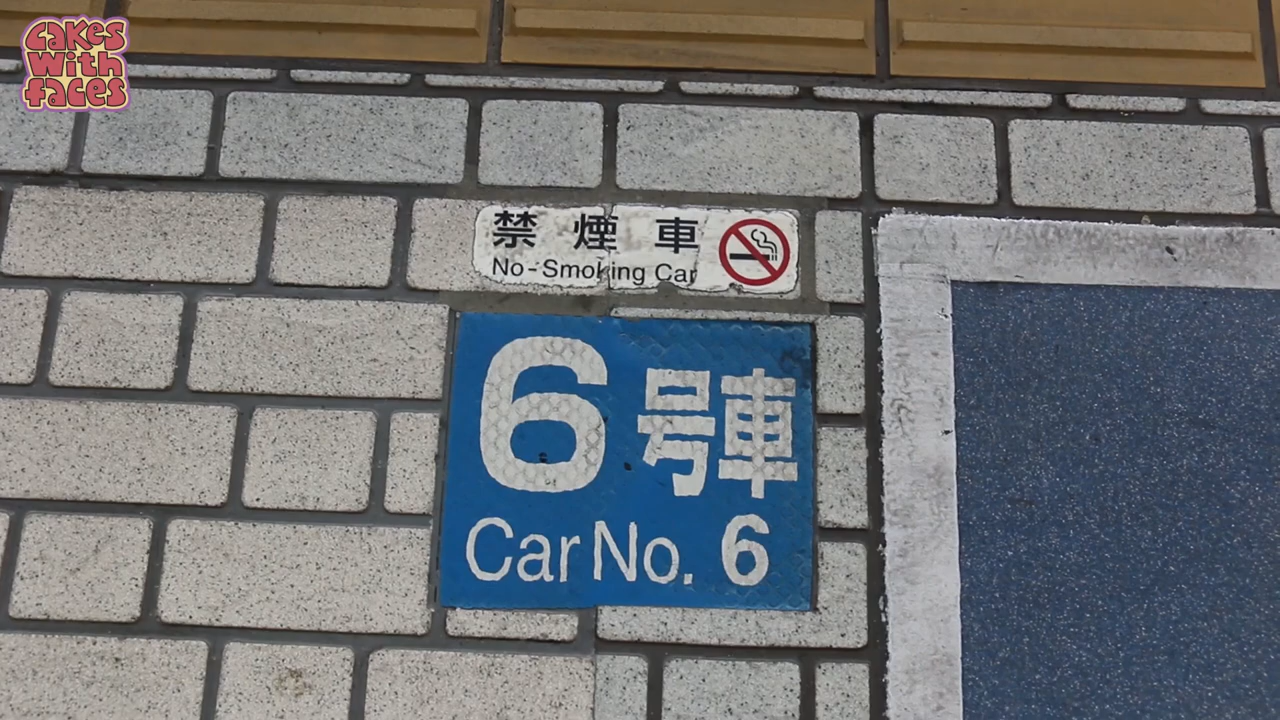 cakes
with
faces
禁煙車
No-Smoking Car
6号車
Car No. 6